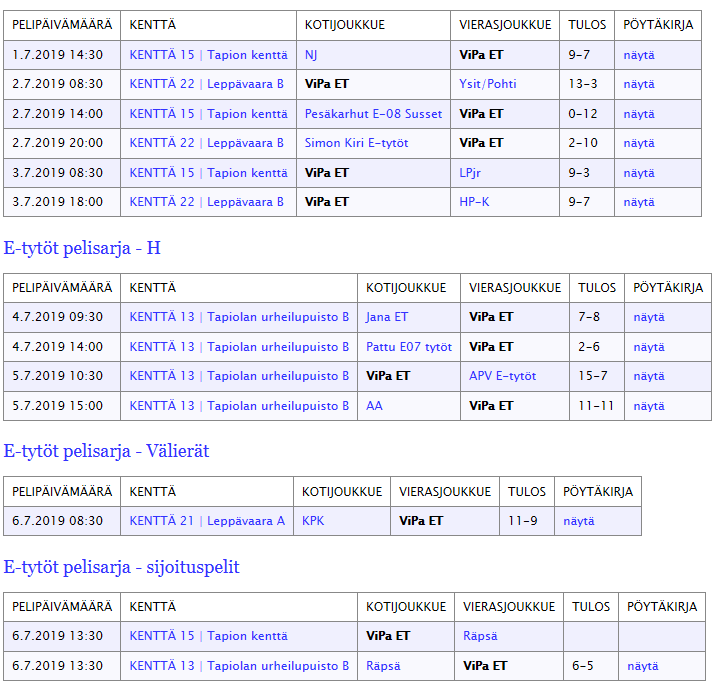 PELIPÄIVÄMÄÄRÄ KENTTÄ KOTIJOUKKUE VIERASJOUKKUE TULOS PÖYTÄKIRJA
1.7.2019 14:30 KENTTÄ 15 | Tapion kenttä NJ ViPa ET 9-7 näytä
2.7.2019 08:30 KENTTÄ 22 | Leppävaara B ViPa ET Ysit/Pohti 13-3 näytä
2.7.2019 14:00 KENTTÄ 15 | Tapion kenttä Pesäkarhut E-08 Susset ViPa ET 0-12 näytä
2.7.2019 20:00 KENTTÄ 22 | Leppävaara B Simon Kiri E-tytöt ViPa ET 2-10 näytä
3.7.2019 08:30 KENTTÄ 15 | Tapion kenttä ViPa ET LPjr 9-3 näytä
3.7.2019 18:00 KENTTÄ 22 | Leppävaara B ViPa ET HP-K 9-7 näytä
E-tytöt pelisarja - H
PELIPÄIVÄMÄÄRÄ KENTTÄ KOTIJOUKKUE VIERASJOUKKUE TULOS PÖYTÄKIRJA
4.7.2019 09:30 KENTTÄ 13 | Tapiolan urheilupuisto B Jana ET ViPa ET 7-8 näytä
4.7.2019 14:00 KENTTÄ 13 | Tapiolan urheilupuisto B Pattu E07 tytöt ViPa ET 2-6 näytä
5.7.2019 10:30 KENTTÄ 13 | Tapiolan urheilupuisto B ViPa ET APV E-tytöt 15-7 näytä
5.7.2019 15:00 KENTTÄ 13 | Tapiolan urheilupuisto B AA ViPa ET 11-11 näytä
E-tytöt pelisarja - Välierät
PELIPÄIVÄMÄÄRÄ KENTTÄ KOTIJOUKKUE VIERASJOUKKUE TULOS PÖYTÄKIRJA
6.7.2019 08:30 KENTTÄ 21 | Leppävaara A KPK ViPa ET 11-9 näytä
E-tytöt pelisarja - sijoituspelit
PELIPÄIVÄMÄÄRÄ KENTTÄ KOTIJOUKKUE VIERASJOUKKUE TULOS PÖYTÄKIRJA
6.7.2019 13:30 KENTTÄ 15 | Tapion kenttä ViPa ET Räpsä
6.7.2019 13:30 KENTTÄ 13 | Tapiolan urheilupuisto B Räpsä ViPa ET 6-5 näytä